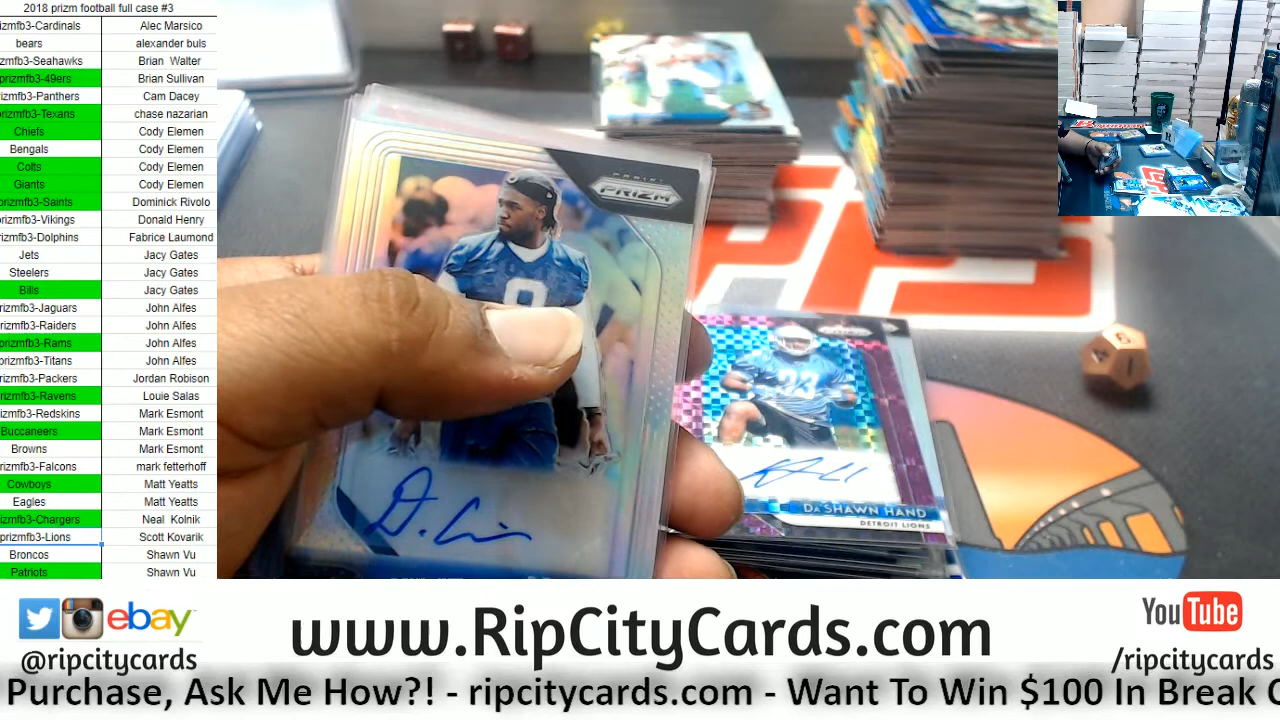 2018 prizm football full case #3
izmfb3-Cardinals Alec Marsico
bears alexander buls
izmfb3-Seahawks Brian Walter
prizmfb3-49ers Brian Sullivan
rizmfb3-Panthers Cam Dacey
prizmfb3-Texans chase nazarian
Chiefs Cody Elemen
Bengals Cody Elemen
Colts Cody Elemen
Giants Cody Elemen
prizmfb3-Saints Dominick Rivolo
rizmfb3-Vikings Donald Henry
rizmfb3-Dolphins Fabrice Laumond
Jets Jacy Gates
Steelers Jacy Gates
Bills Jacy Gates
rizmfb3-Jaguars John Alfes
rizmfb3-Raiders John Alfes
prizmfb3-Rams John Alfes
prizmfb3-Titans John Alfes
rizmfb3-Packers Jordan Robison
rizmfb3-Ravens Louie Salas
izmfb3-Redskins Mark Esmont
Buccaneers Mark Esmont
Browns Mark Esmont
rizmfb3-Falcons mark fetterhoff
Cowboys Matt Yeatts
Eagles Matt Yeatts
izmfb3-Chargers Neal Kolnik
prizmfb3-Lions Scott Kovarik
Broncos Shawn Vu
Patriots Shawn Vu
PANINI
PRIZM
DA SHAWN HAND
DETROIT LIONS
ebay
@ripcitycards
www.RipCityCards.com
YouTube
/ripcitycards
Purchase, Ask Me How?! - ripcitycards.com - Want To Win $100 In Break